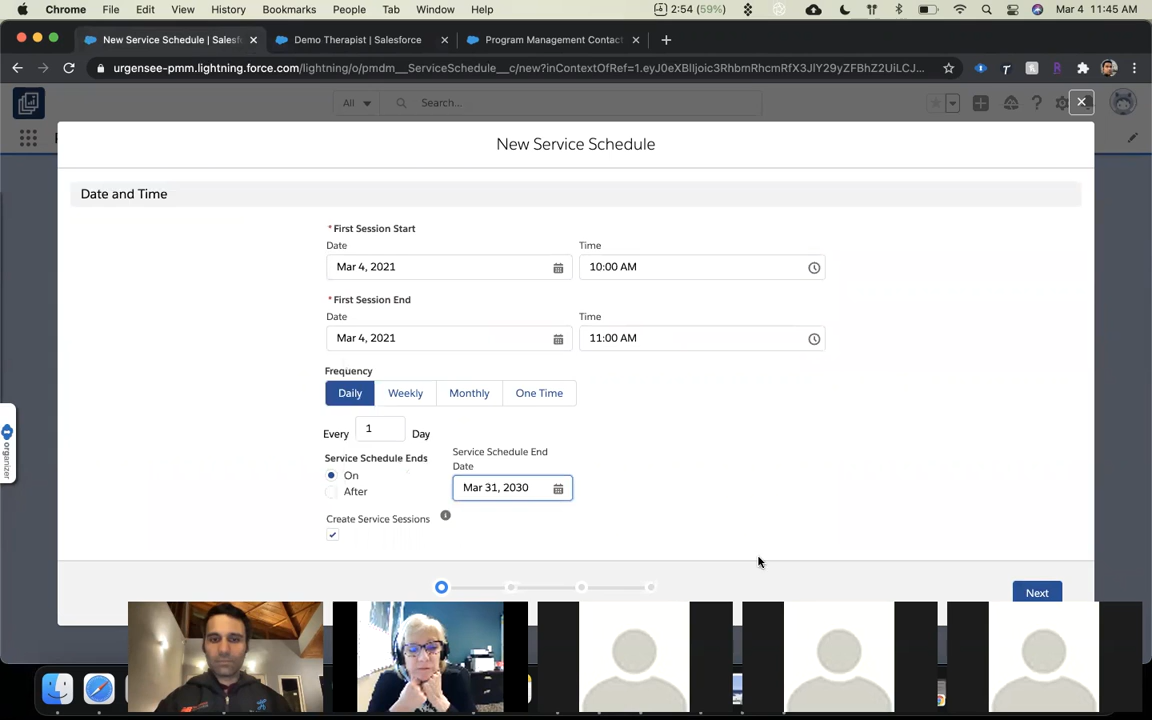 Chrome File Edit View History Bookmarks People Tab Window Help 2:54 (59%) Mar 4 11:45 AM
New Service Schedule | Salesf Demo Therapist | Salesforce Program Management Contac
urgensee-pmm.lightning.force.com/lightning/o/pmdm__ServiceSchedule__c/new?inContextOfRef=1.eyJ0eXBlIjoic3RhbmRhcmRfX3JlY29yZFBhZ2UiLCJ...
All Search...
New Service Schedule
Date and Time
*First Session Start
Date Time
Mar 4, 2021 10:00 AM
*First Session End
Date Time
Mar 4, 2021 11:00 AM
Frequency
Daily Weekly Monthly One Time
Every 1 Day
Service Schedule Ends
On
After
Service Schedule End
Date
Mar 31, 2030
Create Service Sessions
Next
organizer